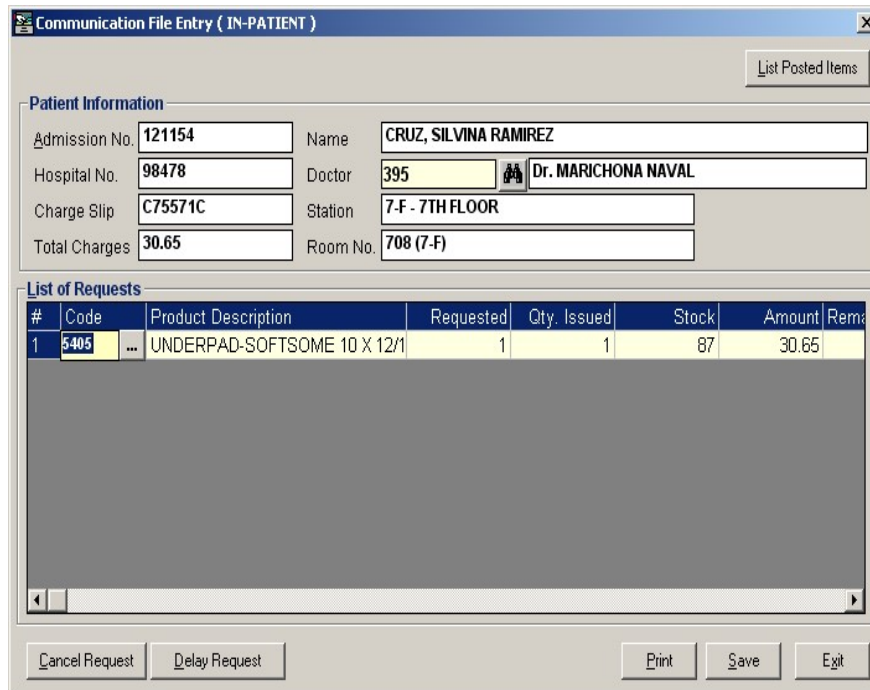 Communication File Entry ( IN-PATIENT )
List Posted Items
Patient Information
Admission No. 121154 Name CRUZ, SILVINA RAMIREZ
Hospital No. 98478 Doctor 395 Dr. MARICHONA NAVAL
Charge Slip C75571C Station 7-F - 7TH FLOOR
Total Charges 30.65 Room No. 708 (7-F)
List of Requests
# Code Product Description Requested Qty. Issued Stock Amount Rema
1 5405 ... UNDERPAD-SOFTSOME 10 X 12/1 1 1 87 30.65
Cancel Request Delay Request Print Save Exit